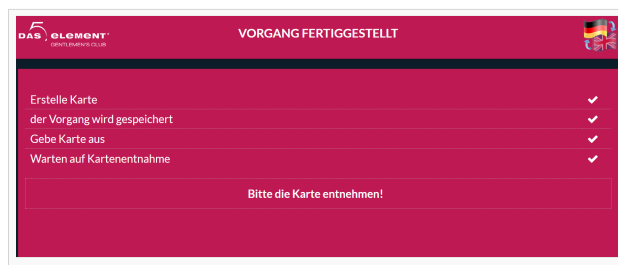 DAS 5 ELEMENT
GENTLEMEN'S CLUB
VORGANG FERTIGGESTELLT
Erstelle Karte
der Vorgang wird gespeichert
Gebe Karte aus
Warten auf Kartenentnahme
Bitte die Karte entnehmen!